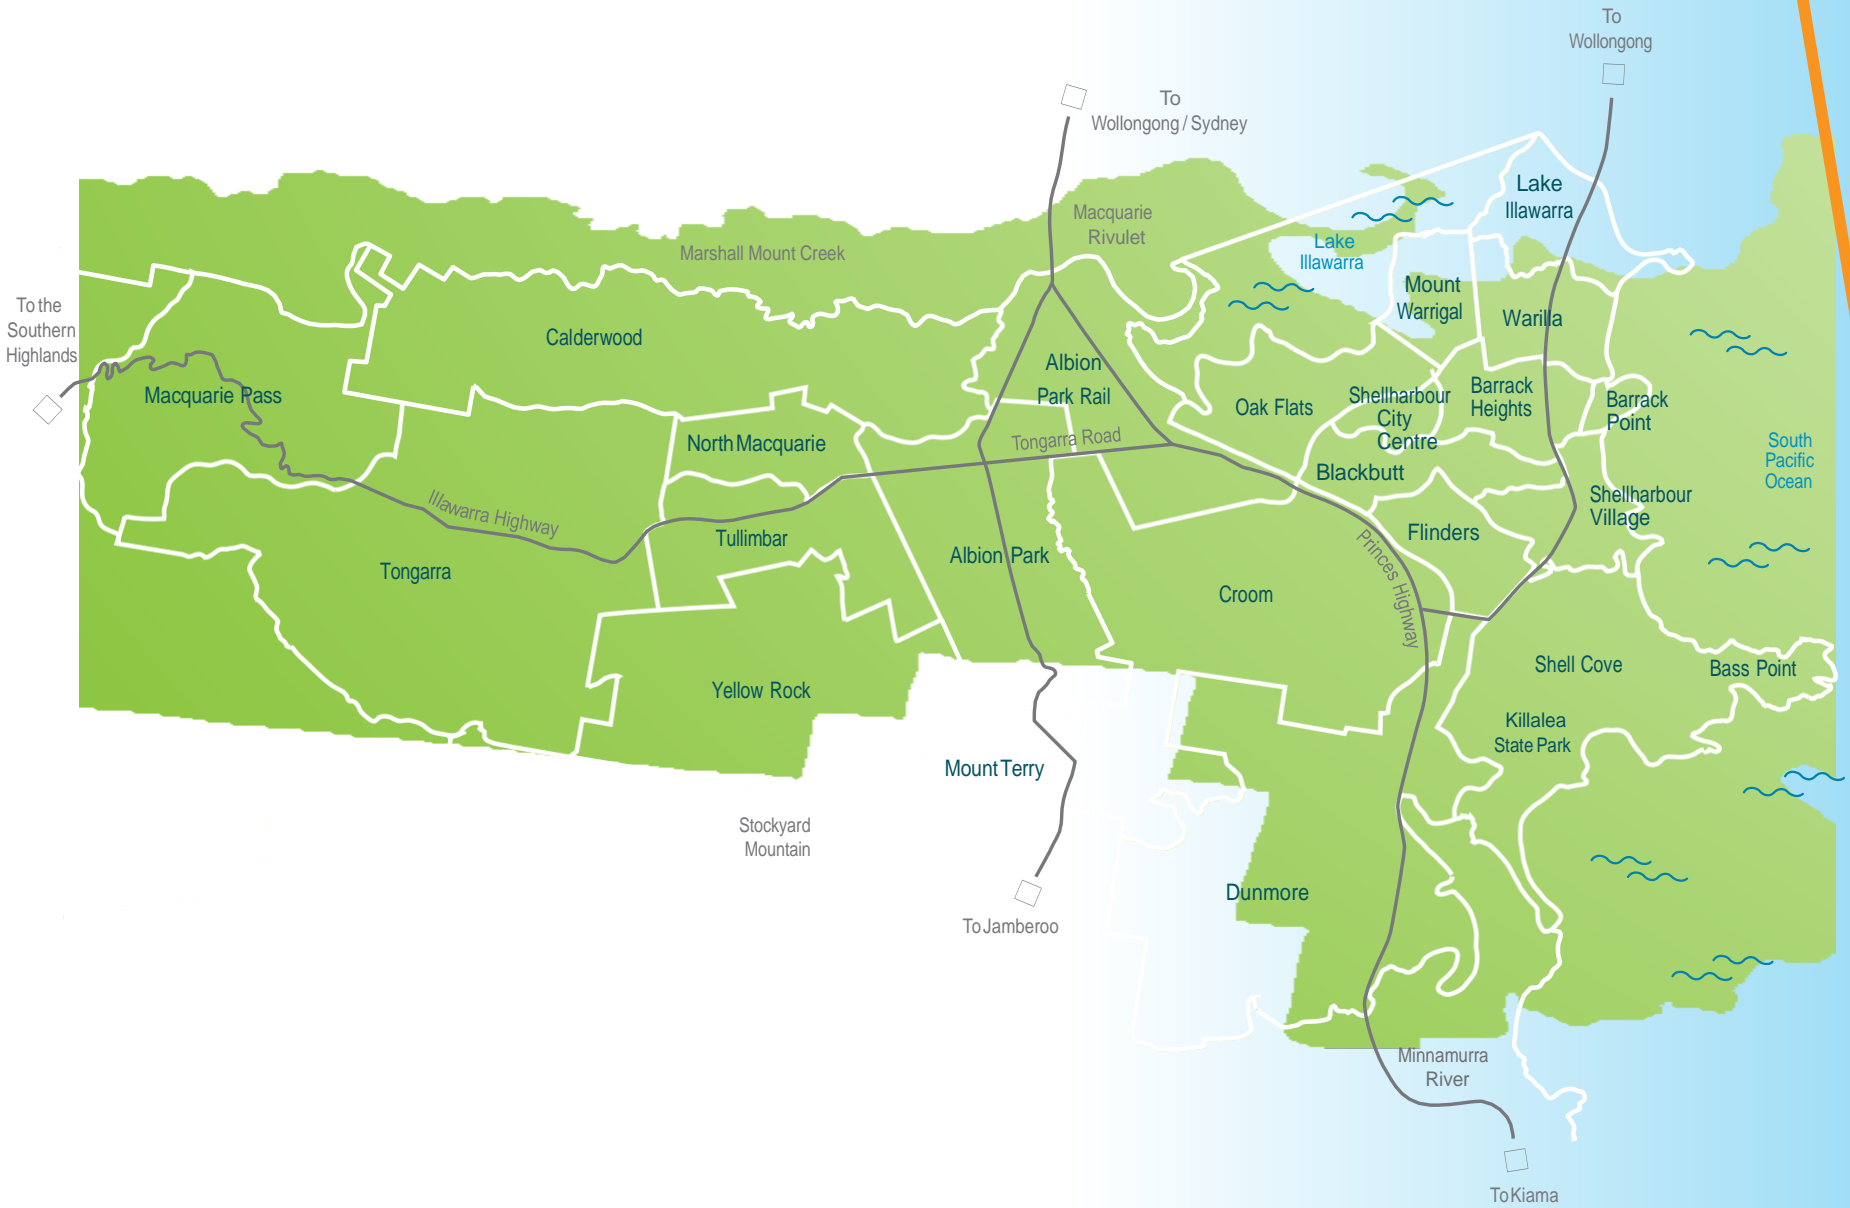 To
Wollongong
To
Wollongong / Sydney
Lake
Illawarra
Macquarie
Rivulet
Marshall Mount Creek
Lake
Illawarra
Mount
Warrigal
Warilla
To the
Southern
Highlands
Calderwood
Albion
Park Rail
Macquarie Pass
Oak Flats
Shellharbour
City
Centre
Barrack
Heights
Barrack
Point
North Macquarie
Tongarra Road
Blackbutt
South
Pacific
Ocean
Illawarra Highway
Shellharbour
Village
Tullimbar
Flinders
Albion Park
Princes Highway
Tongarra
Croom
Shell Cove
Bass Point
Yellow Rock
Killalea
State Park
Mount Terry
Stockyard
Mountain
Dunmore
To Jamberoo
Minnamurra
River
To Kiama